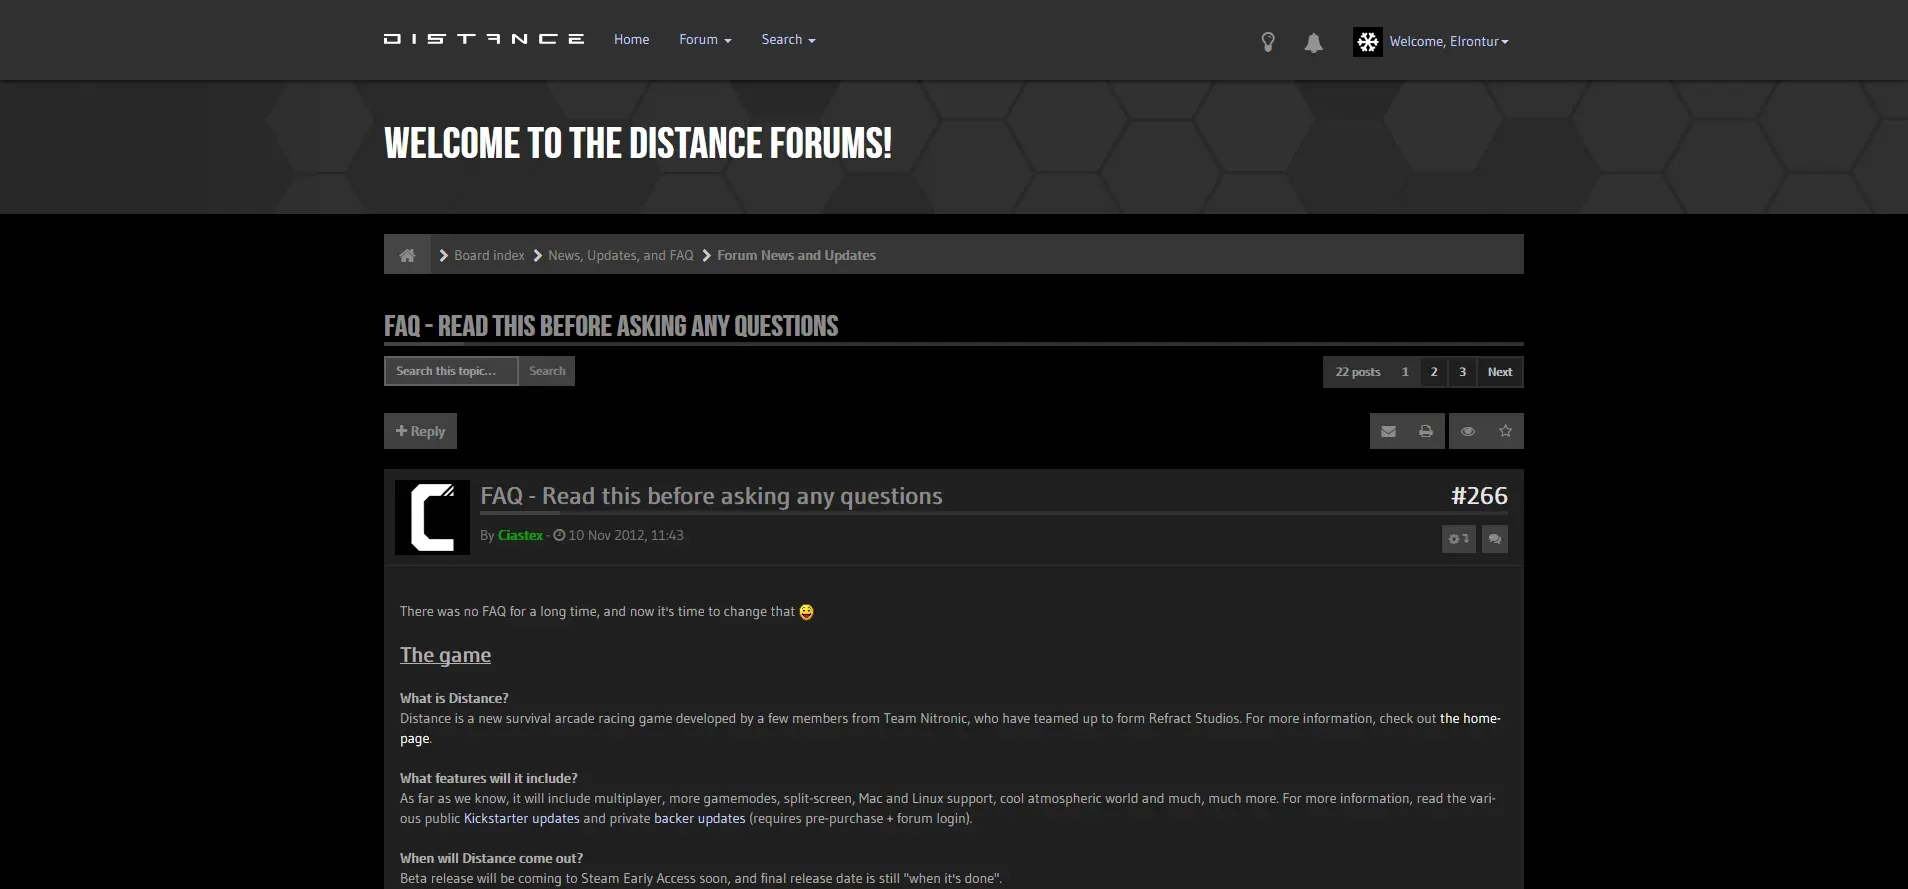 DISTANCE Home Forum Search Welcome, Elrontur
WELCOME TO THE DISTANCE FORUMS!
Board index News, Updates, and FAQ Forum News and Updates
FAQ - READ THIS BEFORE ASKING ANY QUESTIONS
Search this topic... Search 22 posts 1 2 3 Next
Reply
FAQ - Read this before asking any questions #266
By Ciastex - 10 Nov 2012, 11:43
There was no FAQ for a long time, and now it's time to change that
The game
What is Distance?
Distance is a new survival arcade racing game developed by a few members from Team Nitronic, who have teamed up to form Refract Studios. For more information, check out the home-
page.
What features will it include?
As far as we know, it will include multiplayer, more gamemodes, split-screen, Mac and Linux support, cool atmospheric world and much, much more. For more information, read the vari-
ous public Kickstarter updates and private backer updates (requires pre-purchase + forum login).
When will Distance come out?
Beta release will be coming to Steam Early Access soon, and final release date is still "when it's done".